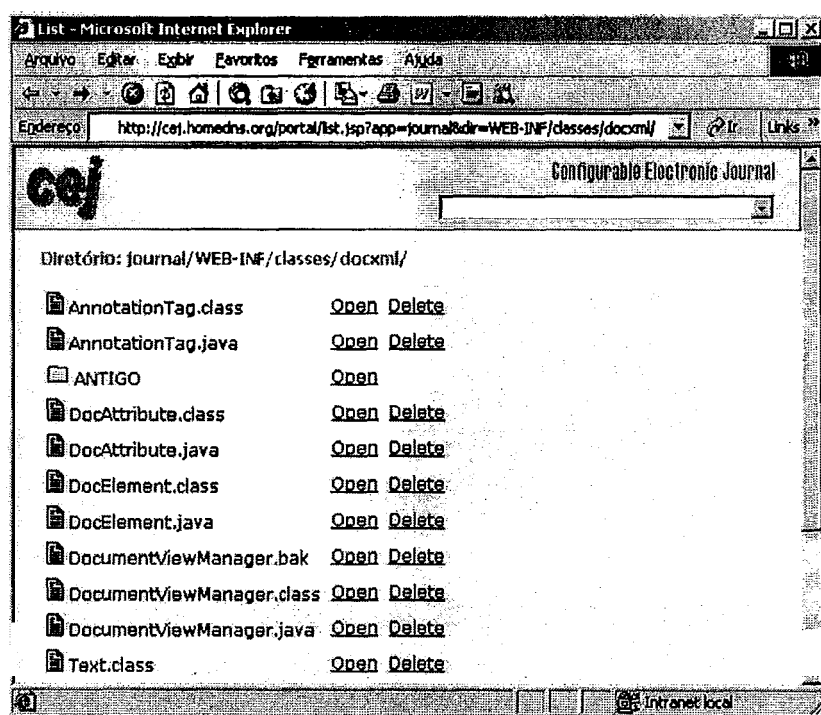 List - Microsoft Internet Explorer
Arquivo Editar Exibir Favoritos Ferramentas Ajuda
Endereço http://cej.homedns.org/portal/list.jsp?app=journal&dir=WEB-INF/classes/docxml/ Ir Links »
cej Configurable Electronic Journal
Diretório: journal/WEB-INF/classes/docxml/
AnnotationTag.class Open Delete
AnnotationTag.java Open Delete
ANTIGO Open
DocAttribute.class Open Delete
DocAttribute.java Open Delete
DocElement.class Open Delete
DocElement.java Open Delete
DocumentViewManager.bak Open Delete
DocumentViewManager.class Open Delete
DocumentViewManager.java Open Delete
Text.class Open Delete
Intranet local